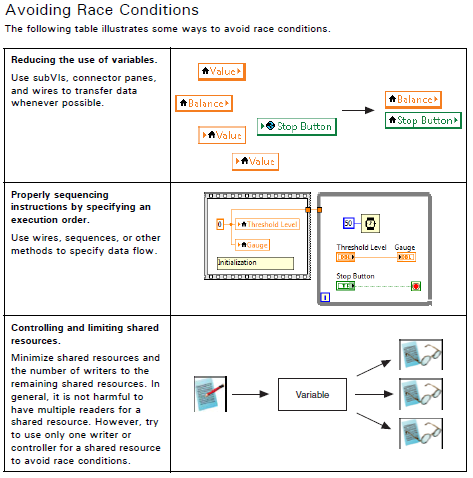 Avoiding Race Conditions
The following table illustrates some ways to avoid race conditions.
Reducing the use of variables.
Use subVIs, connector panes,
and wires to transfer data
whenever possible.
Value
Balance
Value
Stop Button
Value
Balance
Stop Button
Properly sequencing
instructions by specifying an
execution order.
Use wires, sequences, or other
methods to specify data flow.
0
Threshold Level
Gauge
Initialization
50
Threshold Level
Gauge
Stop Button
i
Controlling and limiting shared
resources.
Minimize shared resources and
the number of writers to the
remaining shared resources. In
general, it is not harmful to
have multiple readers for a
shared resource. However, try
to use only one writer or
controller for a shared resource
to avoid race conditions.
Variable